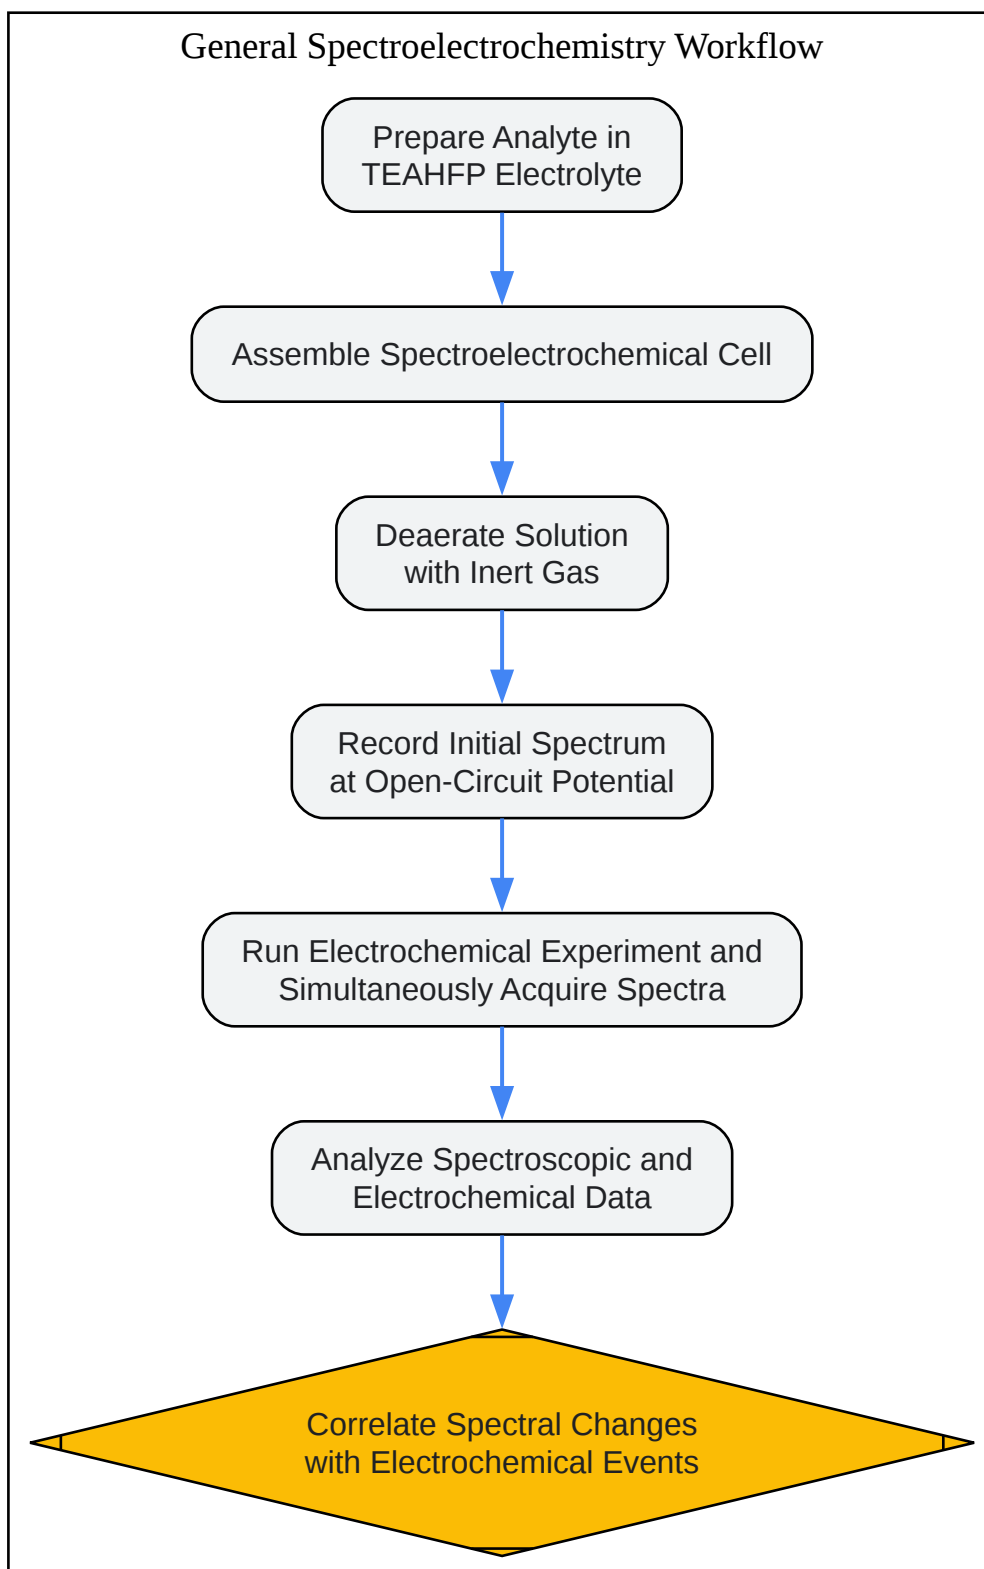 General Spectroelectrochemistry Workflow
Prepare Analyte in
TEAHFP Electrolyte
Assemble Spectroelectrochemical Cell
Deaerate Solution
with Inert Gas
Record Initial Spectrum
at Open-Circuit Potential
Run Electrochemical Experiment and
Simultaneously Acquire Spectra
Analyze Spectroscopic and
Electrochemical Data
Correlate Spectral Changes
with Electrochemical Events